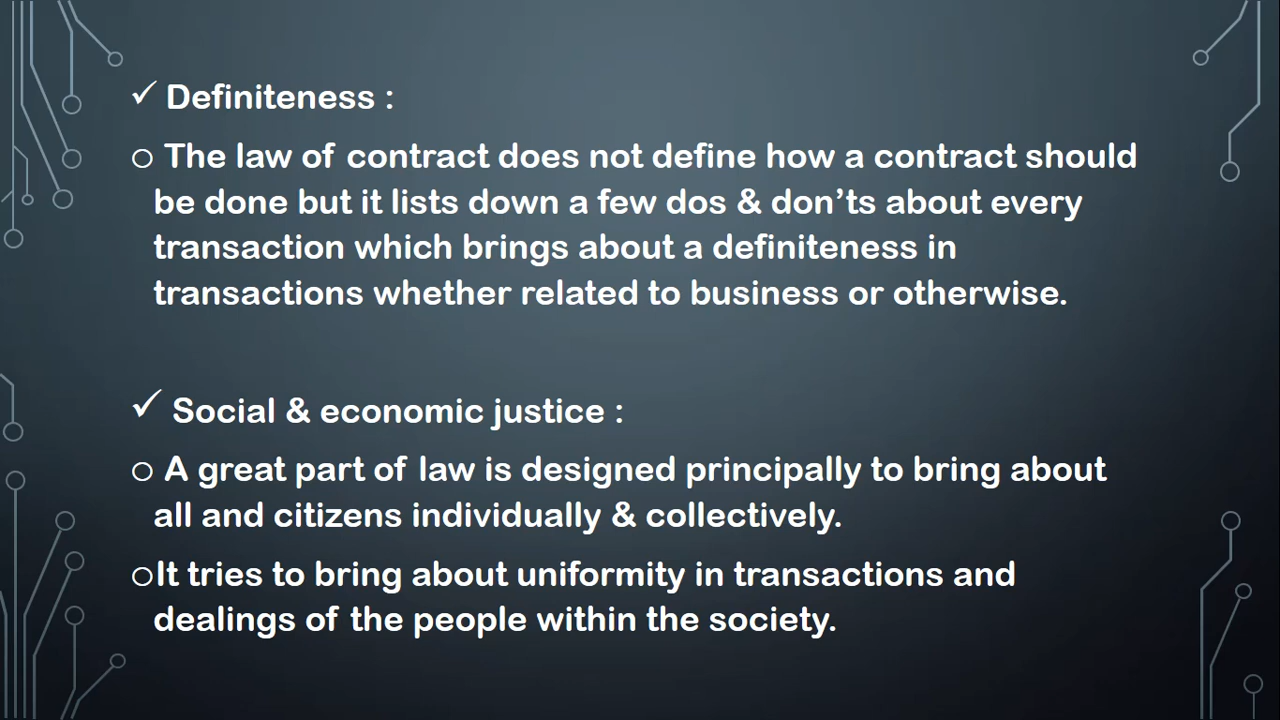 ✓ Definiteness :
○ The law of contract does not define how a contract should
be done but it lists down a few dos & don’ts about every
transaction which brings about a definiteness in
transactions whether related to business or otherwise.
✓ Social & economic justice :
○ A great part of law is designed principally to bring about
all and citizens individually & collectively.
○It tries to bring about uniformity in transactions and
dealings of the people within the society.